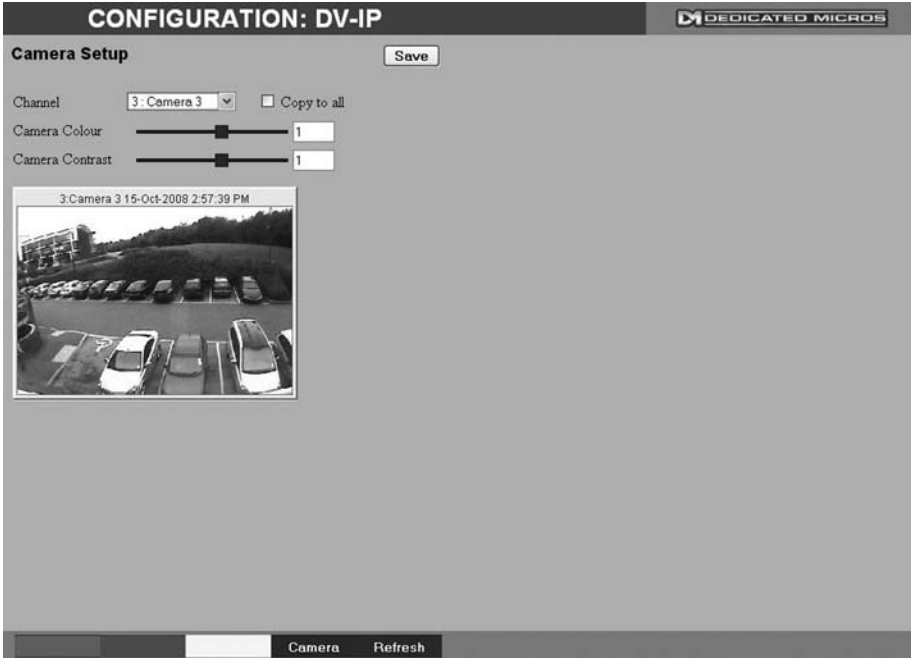 CONFIGURATION: DV-IP
DEDICATED MICROS
Camera Setup
Save
Channel
3 : Camera 3
Copy to all
Camera Colour
1
Camera Contrast
1
3:Camera 3 15-Oct-2008 2:57:39 PM
Camera
Refresh